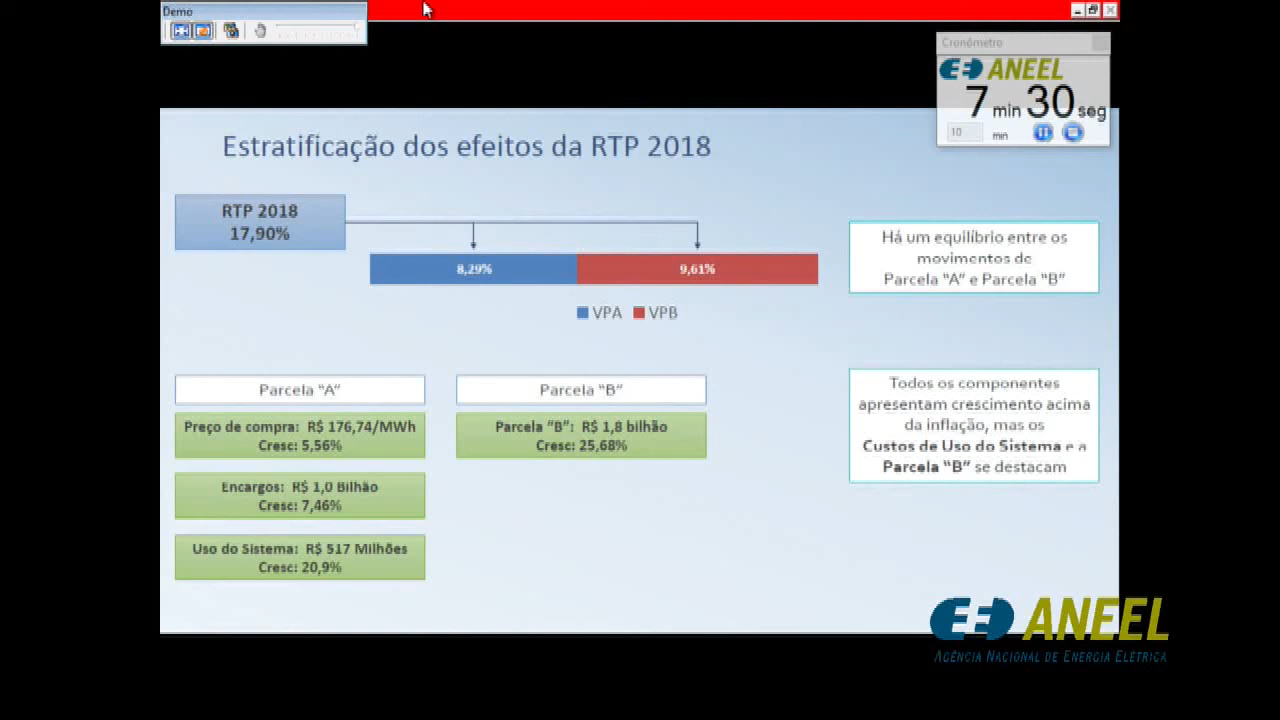 Demo
Cronômetro
ANEEL
7 min 30 seg
10 min
Estratificação dos efeitos da RTP 2018
RTP 2018
17,90%
8,29%
9,61%
VPA
VPB
Há um equilíbrio entre os
movimentos de
Parcela "A" e Parcela "B"
Parcela "A"
Preço de compra: R$ 176,74/MWh
Cresc: 5,56%
Encargos: R$ 1,0 Bilhão
Cresc: 7,46%
Uso do Sistema: R$ 517 Milhões
Cresc: 20,9%
Parcela "B"
Parcela "B": R$ 1,8 bilhão
Cresc: 25,68%
Todos os componentes
apresentam crescimento acima
da inflação, mas os
Custos de Uso do Sistema e a
Parcela "B" se destacam
ANEEL
AGÊNCIA NACIONAL DE ENERGIA ELÉTRICA